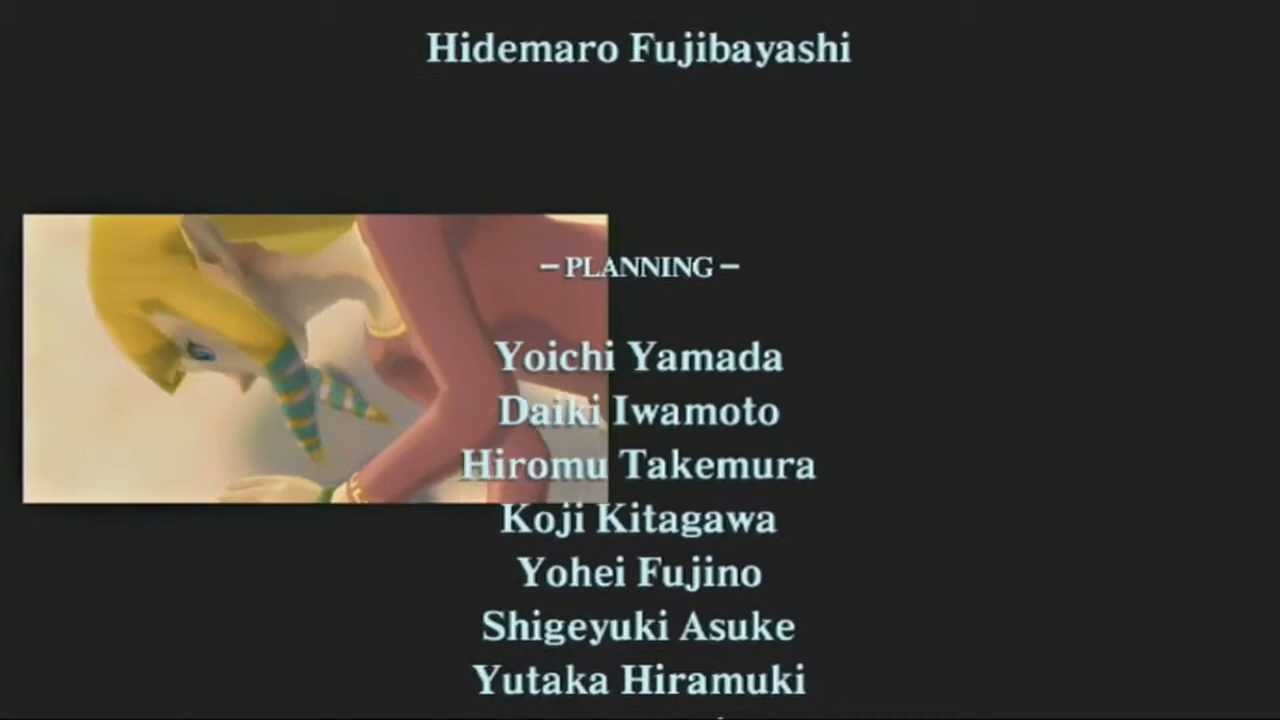 Hidemaro Fujibayashi
– PLANNING –
Yoichi Yamada
Daiki Iwamoto
Hiromu Takemura
Koji Kitagawa
Yohei Fujino
Shigeyuki Asuke
Yutaka Hiramuki